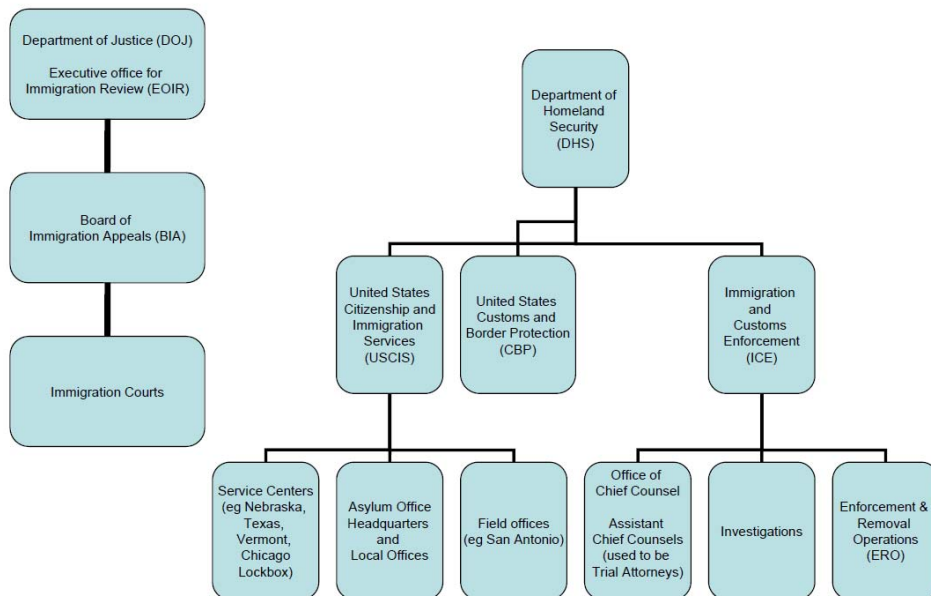 Department of Justice (DOJ)
Executive office for
Immigration Review (EOIR)
Board of
Immigration Appeals (BIA)
Immigration Courts
Department of
Homeland
Security
(DHS)
United States
Citizenship and
Immigration
Services
(USCIS)
United States
Customs and
Border Protection
(CBP)
Immigration
and
Customs
Enforcement
(ICE)
Service Centers
(eg Nebraska,
Texas,
Vermont,
Chicago
Lockbox)
Asylum Office
Headquarters
and
Local Offices
Field offices
(eg San Antonio)
Office of
Chief Counsel
Assistant
Chief Counsels
(used to be
Trial Attorneys)
Investigations
Enforcement &
Removal
Operations
(ERO)